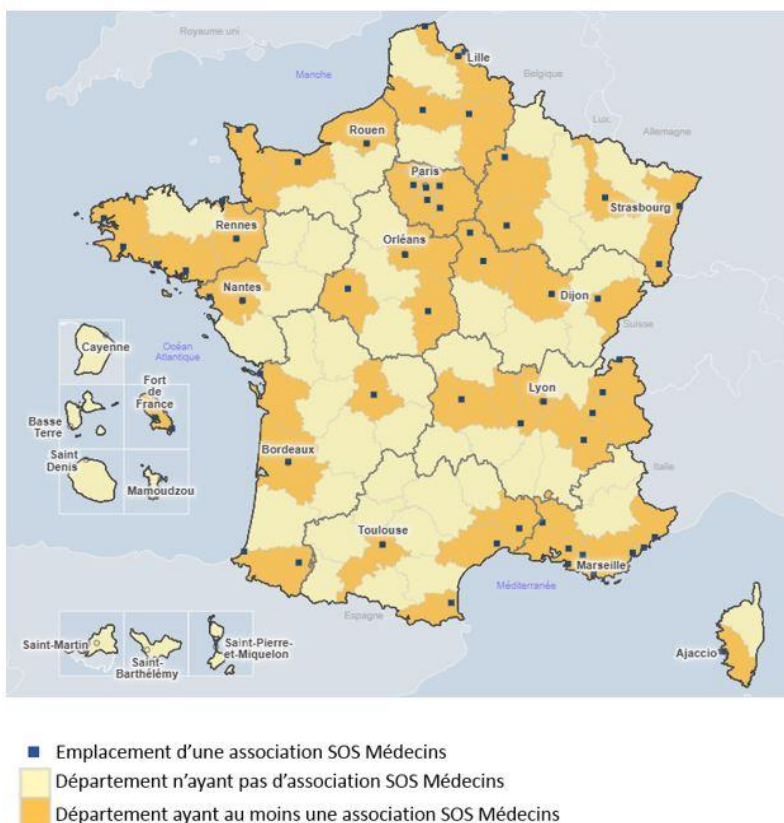 Royaume uni
Manche
Lille
Belgique
Lux.
Allemagne
Rouen
Paris
Strasbourg
Rennes
Orléans
Nantes
Dijon
Suisse
Océan
Atlantique
Cayenne
Fort
de
France
Basse
Terre
Saint
Denis
Mamoudzou
Lyon
Bordeaux
Italie
Toulouse
Marseille
Méditerranée
Espagne
Saint-Martin
Saint-
Barthélémy
Saint-Pierre-
et-Miquelon
Ajaccio
Emplacement d'une association SOS Médecins
Département n'ayant pas d'association SOS Médecins
Département ayant au moins une association SOS Médecins